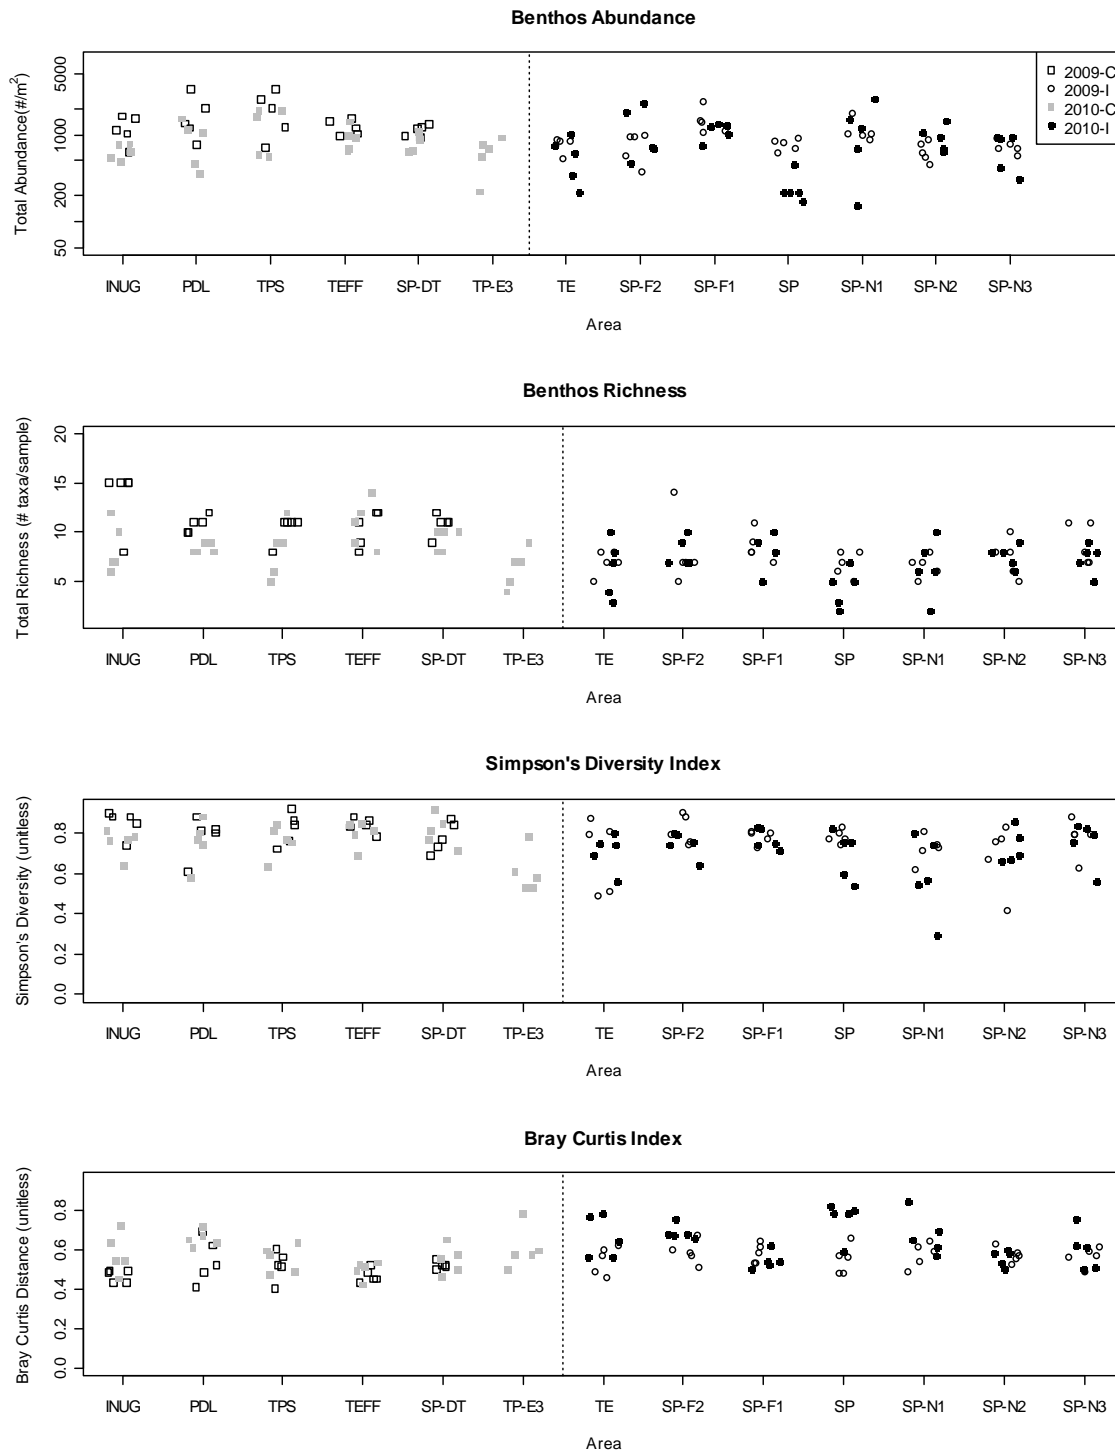 Benthos Abundance
Total Abundance(#/m²)
5000
1000
200
50
2009-C
2009-I
2010-C
2010-I
INUG PDL TPS TEFF SP-DT TP-E3 TE SP-F2 SP-F1 SP SP-N1 SP-N2 SP-N3
Area
Benthos Richness
Total Richness (# taxa/sample)
20
15
10
5
INUG PDL TPS TEFF SP-DT TP-E3 TE SP-F2 SP-F1 SP SP-N1 SP-N2 SP-N3
Area
Simpson's Diversity Index
Simpson's Diversity (unitless)
0.8
0.6
0.4
0.2
0.0
INUG PDL TPS TEFF SP-DT TP-E3 TE SP-F2 SP-F1 SP SP-N1 SP-N2 SP-N3
Area
Bray Curtis Index
Bray Curtis Distance (unitless)
0.8
0.6
0.4
0.2
0.0
INUG PDL TPS TEFF SP-DT TP-E3 TE SP-F2 SP-F1 SP SP-N1 SP-N2 SP-N3
Area